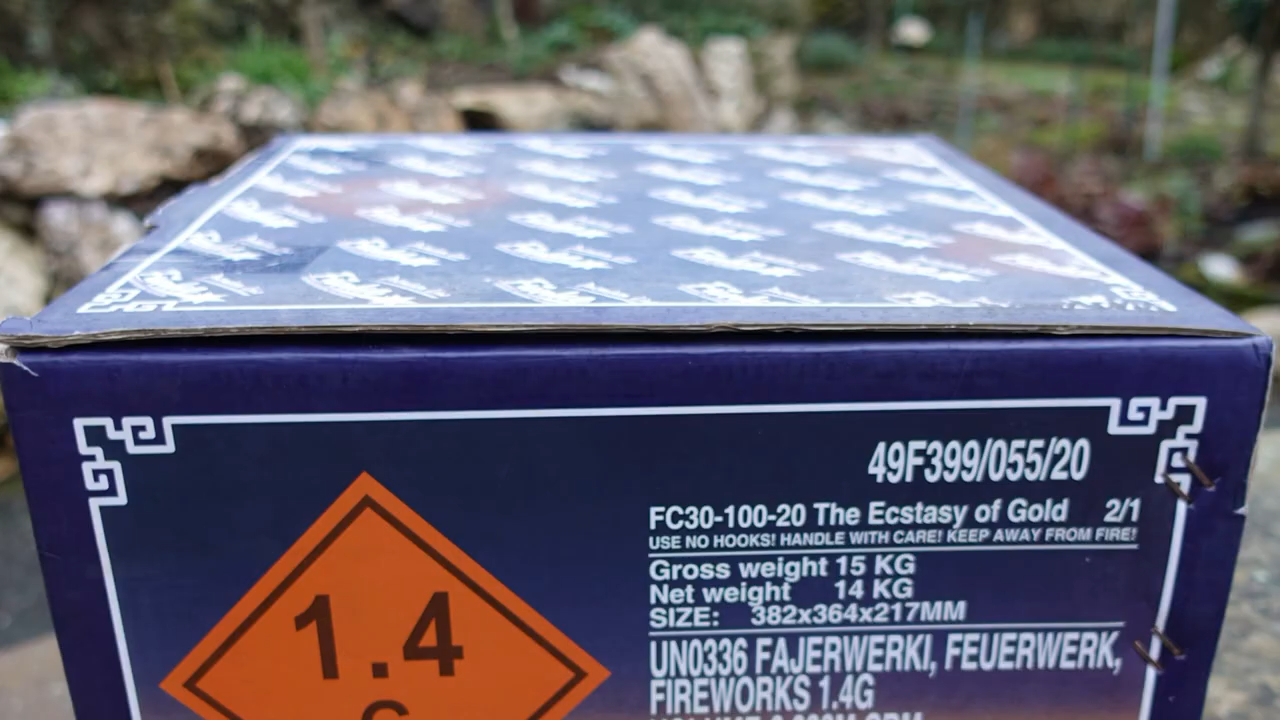 49F399/055/20
FC30-100-20 The Ecstasy of Gold 2/1
USE NO HOOKS! HANDLE WITH CARE! KEEP AWAY FROM FIRE!
Gross weight 15 KG
Net weight 14 KG
SIZE: 382x364x217MM
1.4
UN0336 FAJERWERKI, FEUERWERK,
FIREWORKS 1.4G